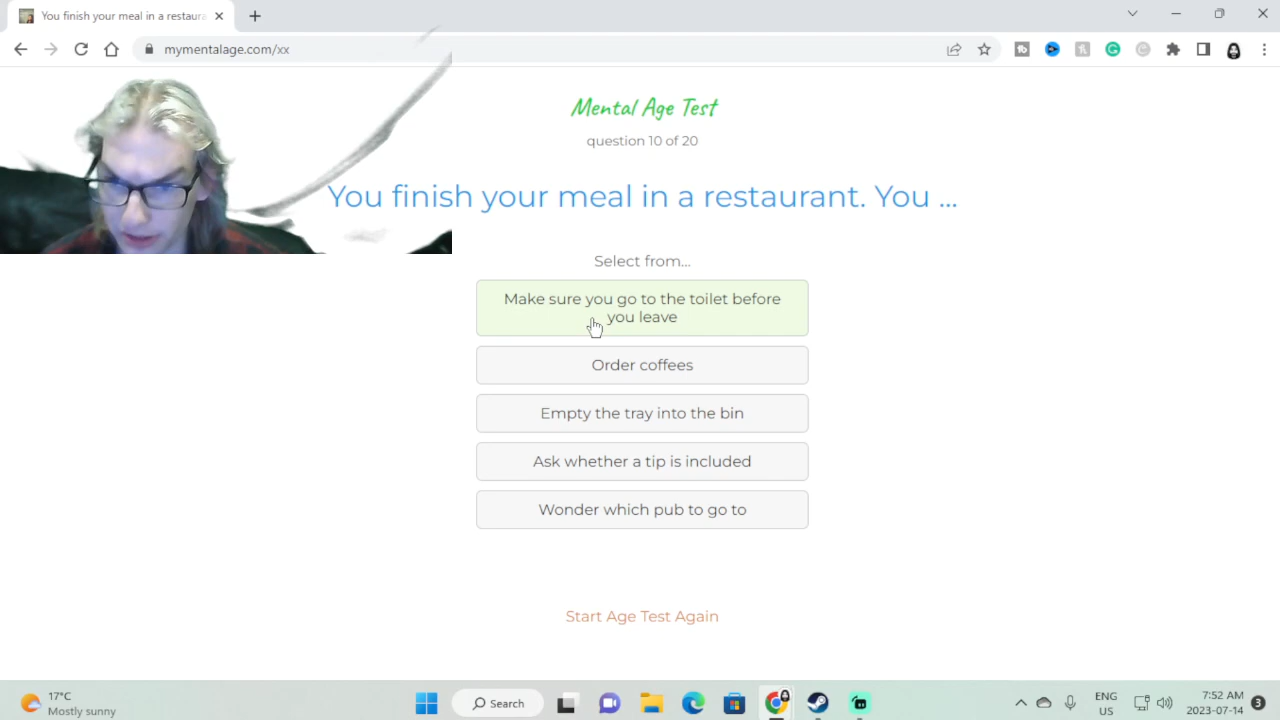 You finish your meal in a restaura
mymentalage.com/xx
Mental Age Test
question 10 of 20
You finish your meal in a restaurant. You ...
Select from...
Make sure you go to the toilet before
you leave
Order coffees
Empty the tray into the bin
Ask whether a tip is included
Wonder which pub to go to
Start Age Test Again
17°C
Mostly sunny
Search
ENG
US
7:52 AM
2023-07-14
3